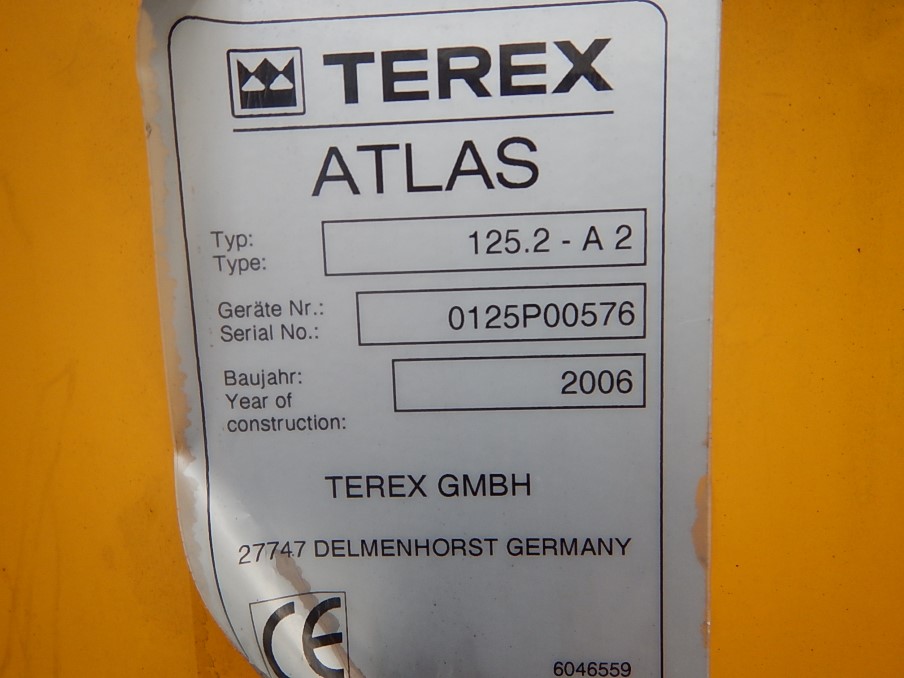 TEREX
ATLAS
Typ:
Type:
125.2 - A 2
Geräte Nr.:
Serial No.:
0125P00576
Baujahr:
Year of
construction:
2006
TEREX GMBH
27747 DELMENHORST GERMANY
CE
6046559